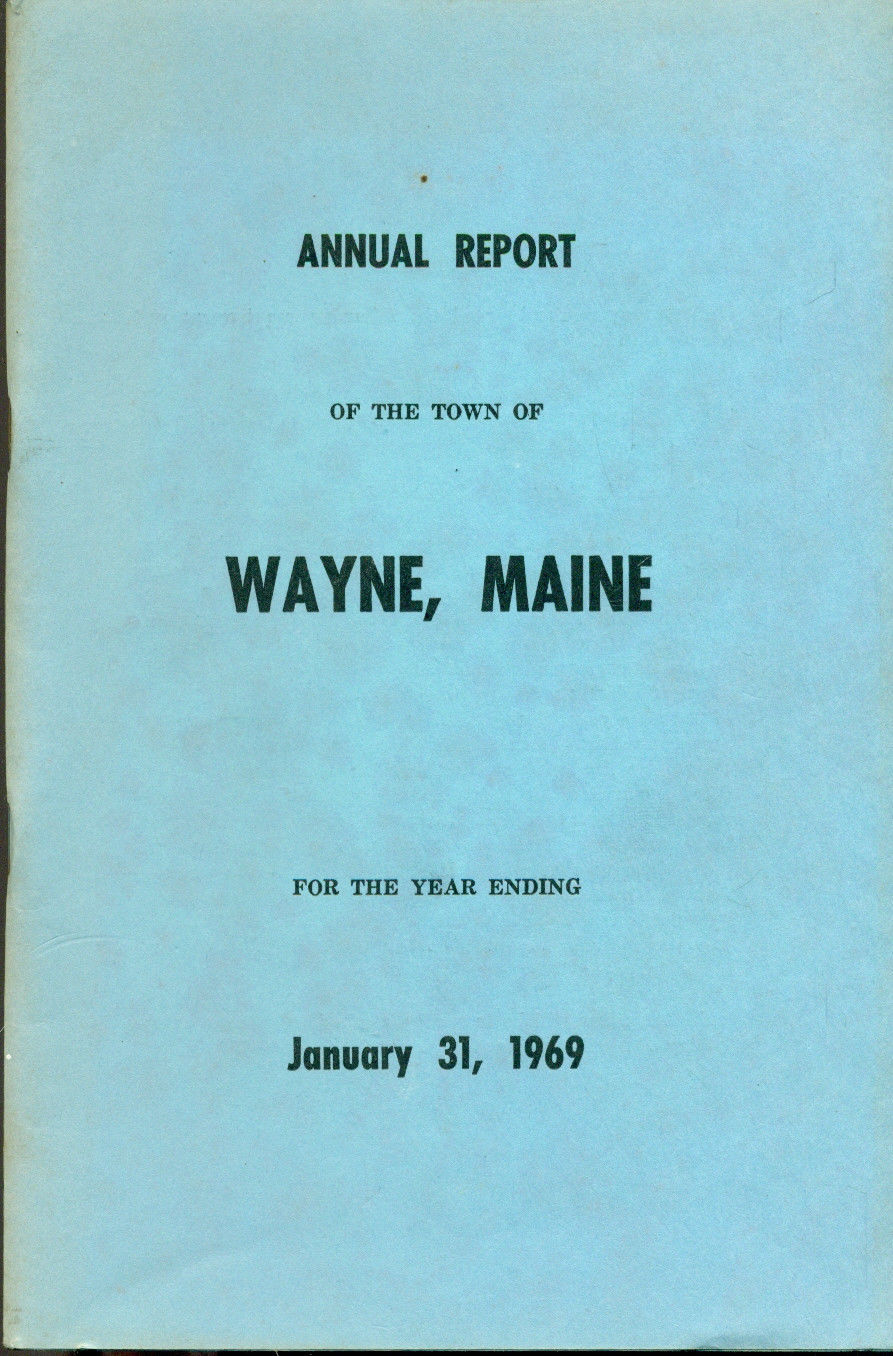 ANNUAL REPORT
OF THE TOWN OF
WAYNE, MAINE
FOR THE YEAR ENDING
January 31, 1969